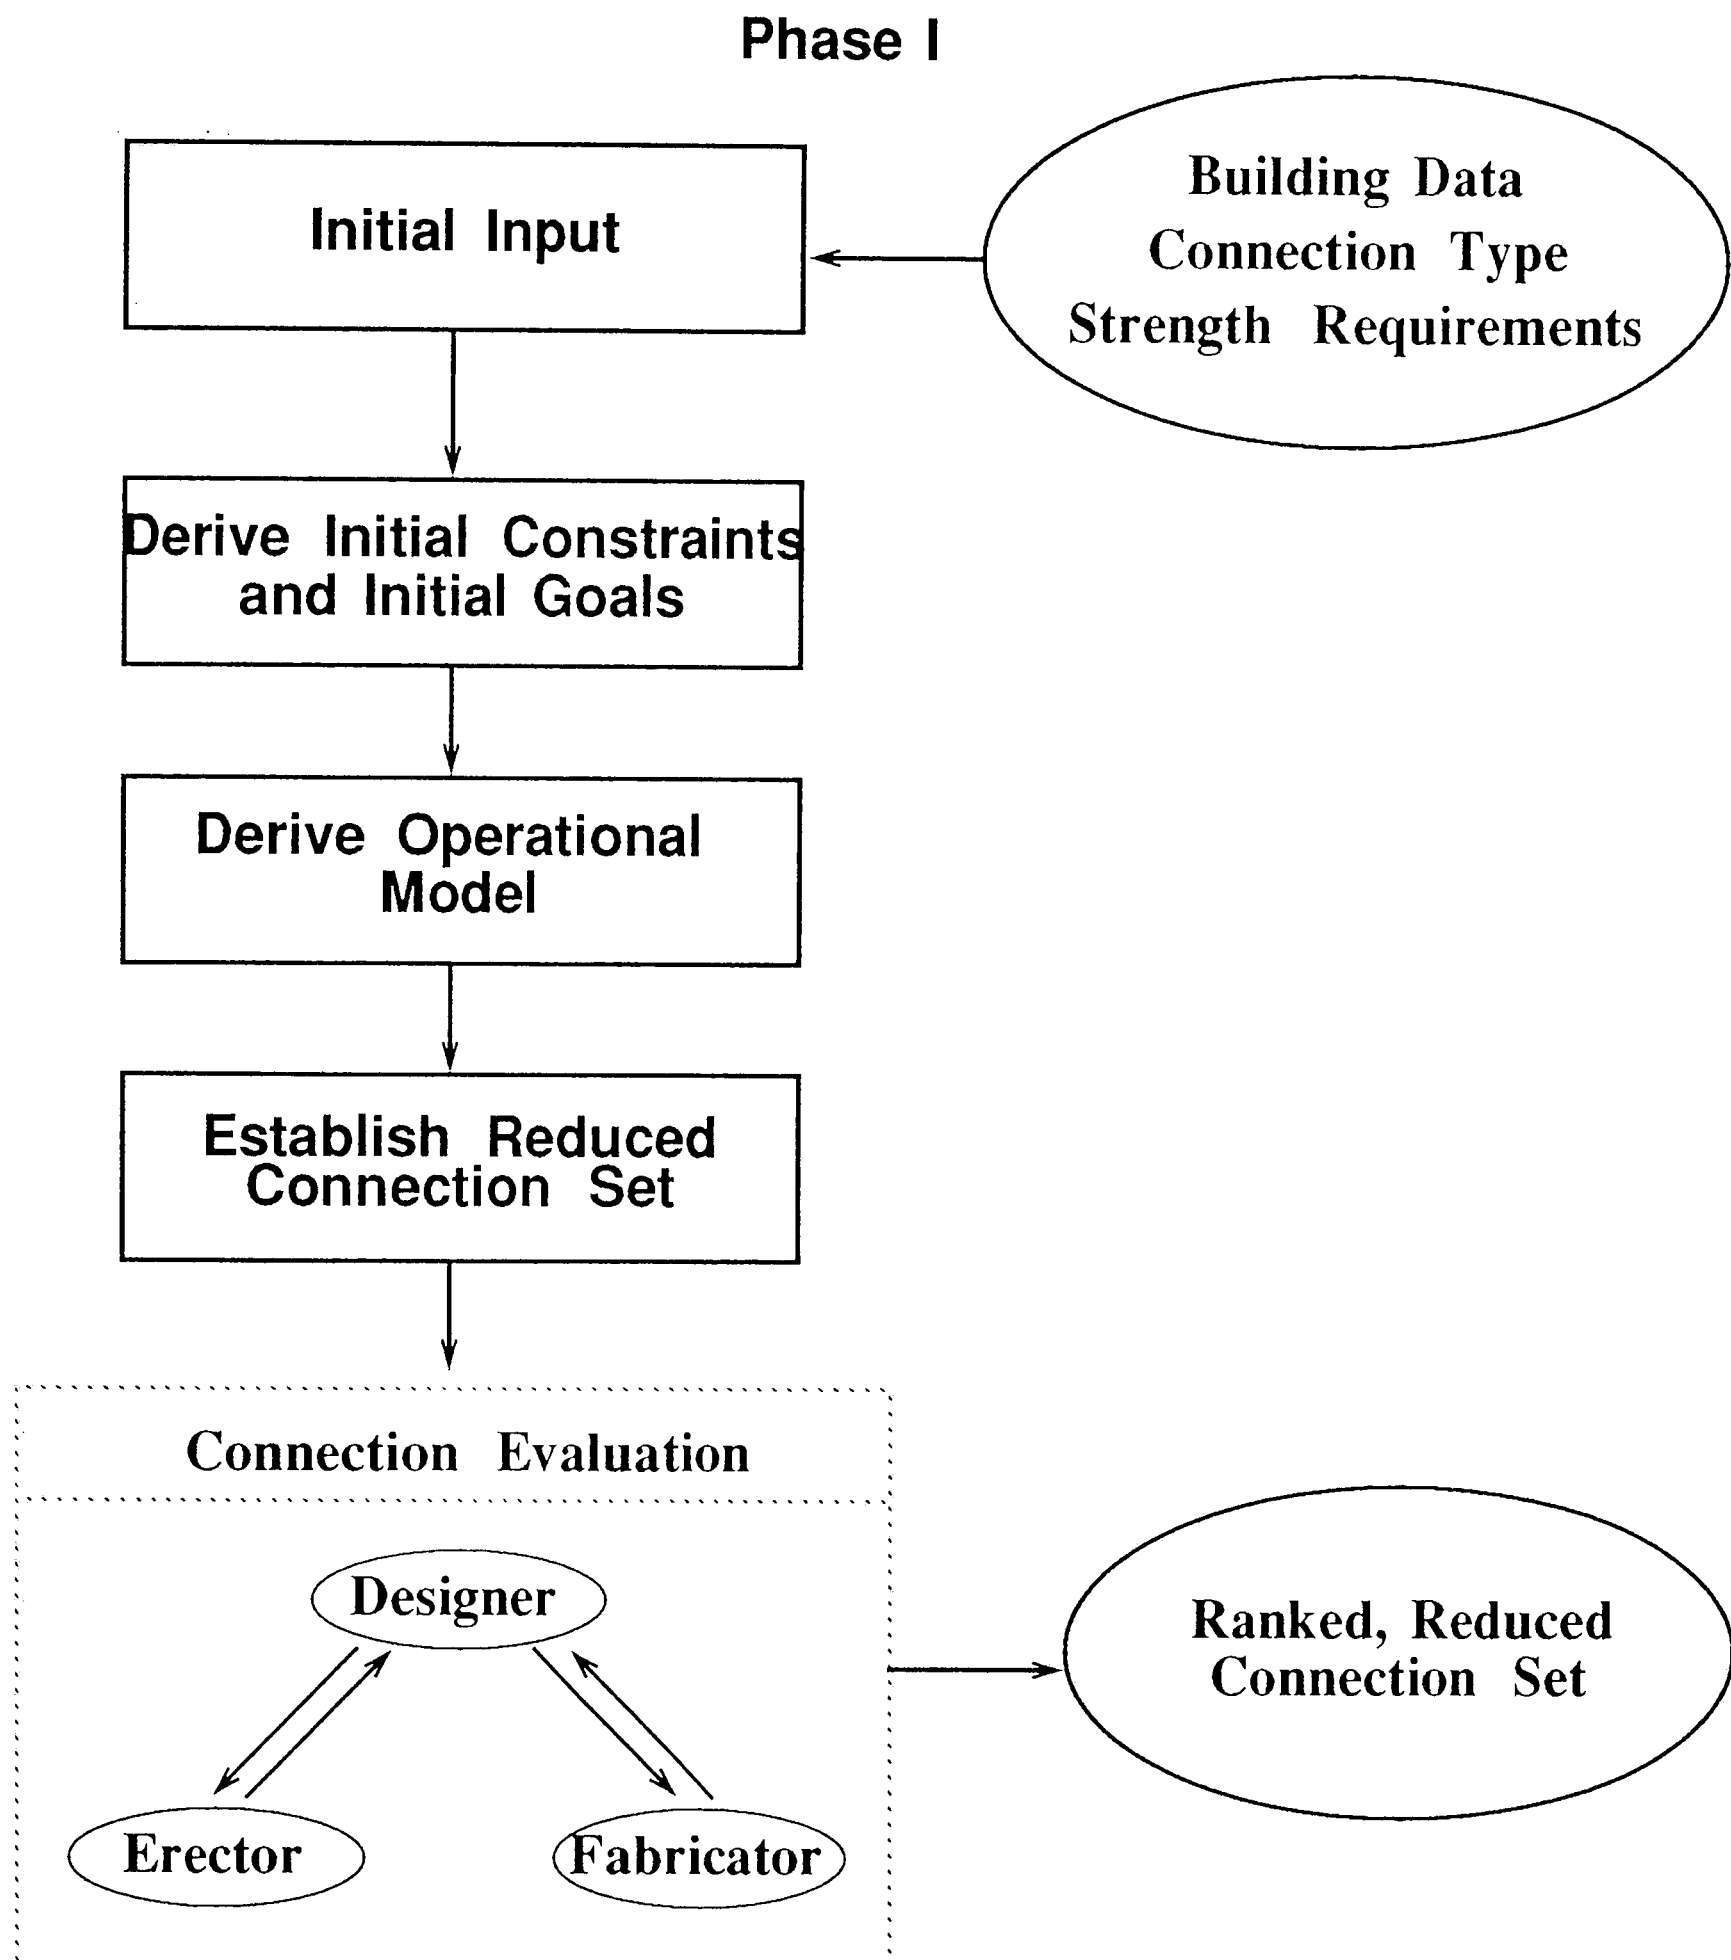 Phase I
Initial Input
Building Data
Connection Type
Strength Requirements
Derive Initial Constraints
and Initial Goals
Derive Operational
Model
Establish Reduced
Connection Set
Connection Evaluation
Designer
Ranked, Reduced
Connection Set
Erector
Fabricator